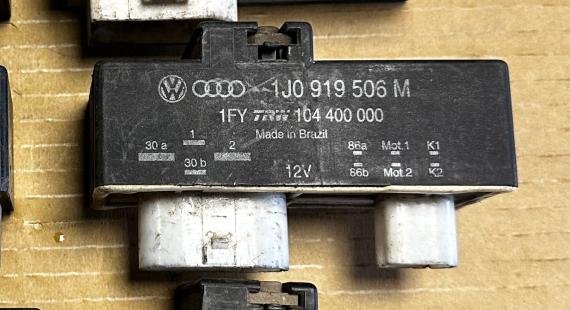 1J0 919 506 M
1FY TRW 104 400 000
Made in Brazil
30 a 1 2 86a Mot.1 K1
30 b 12V 86b Mot.2 K2